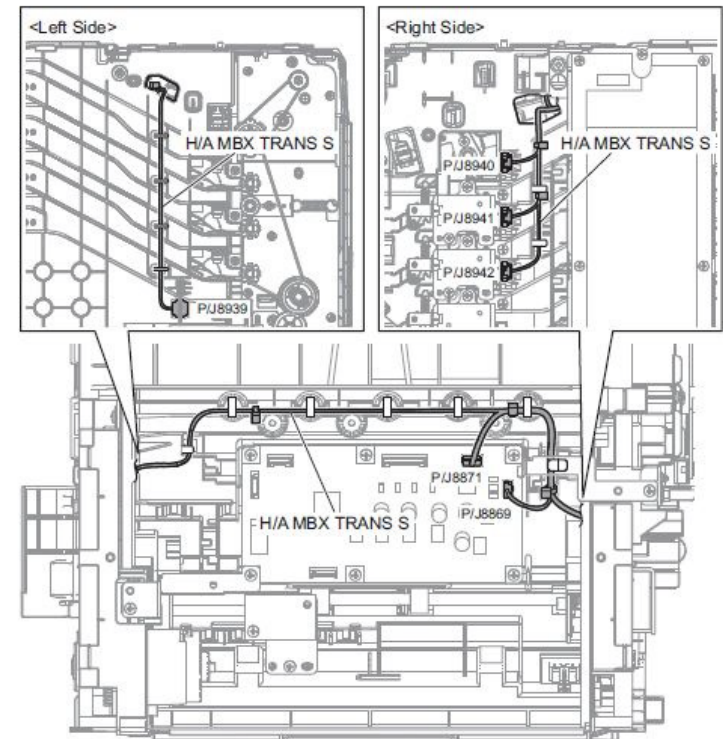 <Left Side>
H/A MBX TRANS S
P/J8939
<Right Side>
P/J8940
H/A MBX TRANS S
P/J8941
P/J8942
P/J8871
P/J8869
H/A MBX TRANS S